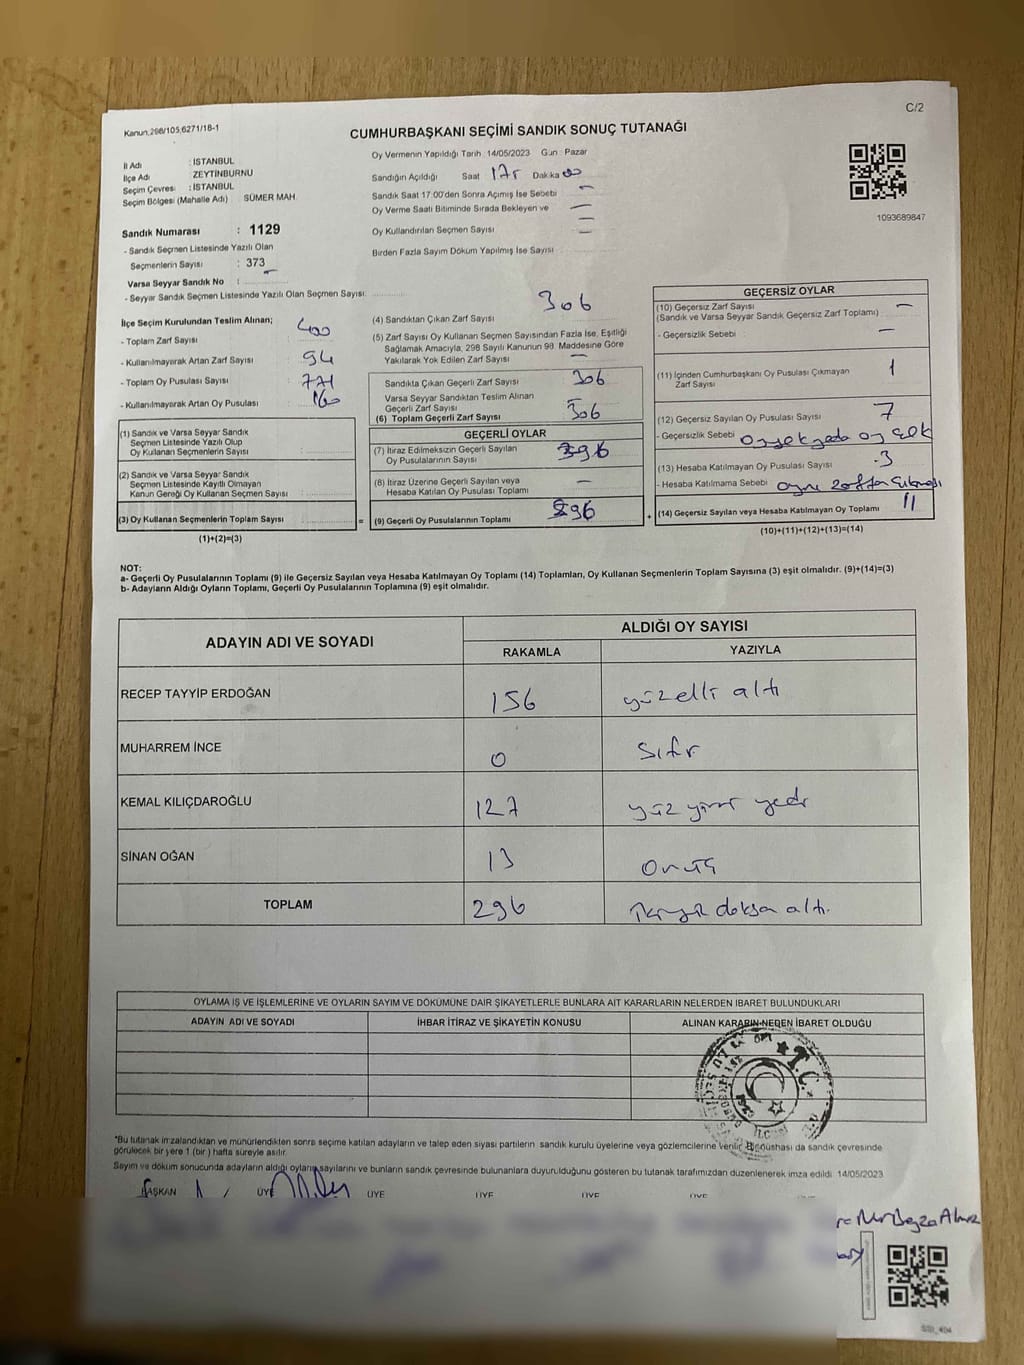 C/2
Kanun,298/105,6271/18-1
CUMHURBAŞKANI SEÇİMİ SANDIK SONUÇ TUTANAĞI
İl Adı : İSTANBUL
İlçe Adı ZEYTİNBURNU
Seçim Çevresi : İSTANBUL
Seçim Bölgesi (Mahalle Adı) SÜMER MAH.
Sandık Numarası : 1129
- Sandık Seçmen Listesinde Yazılı Olan
Seçmenlerin Sayısı : 373
Varsa Seyyar Sandık No :
- Seyyar Sandık Seçmen Listesinde Yazılı Olan Seçmen Sayısı:
Oy Vermenin Yapıldığı Tarih 14/05/2023 Gün : Pazar
Sandığın Açıldığı Saat 17 Dakika 00
Sandık Saat 17:00'den Sonra Açımış İse Sebebi —
Oy Verme Saati Bitiminde Sırada Bekleyen ve —
Oy Kullandırılan Seçmen Sayısı —
Birden Fazla Sayım Döküm Yapılmış İse Sayısı
1093689847
İlçe Seçim Kurulundan Teslim Alınan;
- Toplam Zarf Sayısı : 400
- Kullanılmayarak Artan Zarf Sayısı : 94
- Toplam Oy Pusulası Sayısı : 771
- Kullanılmayarak Artan Oy Pusulası :
(1) Sandık ve Varsa Seyyar Sandık
Seçmen Listesinde Yazılı Olup
Oy Kulanan Seçmenlerin Sayısı :
(2) Sandık ve Varsa Seyyar Sandık
Seçmen Listesinde Kayıtlı Olmayan
Kanun Gereği Oy Kullanan Seçmen Sayısı :
(3) Oy Kullanan Seçmenlerin Toplam Sayısı : =
(1)+(2)=(3)
(4) Sandıktan Çıkan Zarf Sayısı 306
(5) Zarf Sayısı Oy Kullanan Seçmen Sayısından Fazla İse, Eşitliği
Sağlamak Amacıyla, 298 Sayılı Kanunun 98. Maddesine Göre
Yakılarak Yok Edilen Zarf Sayısı —
Sandıkta Çıkan Geçerli Zarf Sayısı 306
Varsa Seyyar Sandıktan Teslim Alınan
Geçerli Zarf Sayısı
(6) Toplam Geçerli Zarf Sayısı 306
GEÇERLİ OYLAR
(7) İtiraz Edilmeksizin Geçerli Sayılan
Oy Pusulalarının Sayısı 296
(8) İtiraz Üzerine Geçerli Sayılan veya
Hesaba Katılan Oy Pusulası Toplamı —
(9) Geçerli Oy Pusulalarının Toplamı 296 +
GEÇERSİZ OYLAR
(10) Geçersiz Zarf Sayısı —
(Sandık ve Varsa Seyyar Sandık Geçersiz Zarf Toplamı)
- Geçersizlik Sebebi —
(11) İçinden Cumhurbaşkanı Oy Pusulası Çıkmayan
Zarf Sayısı 1
(12) Geçersiz Sayılan Oy Pusulası Sayısı 7
- Geçersizlik Sebebi
(13) Hesaba Katılmayan Oy Pusulası Sayısı 3
- Hesaba Katılmama Sebebi Aynı zoftan
(14) Geçersiz Sayılan veya Hesaba Katılmayan Oy Toplamı 11
(10)+(11)+(12)+(13)=(14)
NOT:
a- Geçerli Oy Pusulalarının Toplamı (9) ile Geçersiz Sayılan veya Hesaba Katılmayan Oy Toplamı (14) Toplamları, Oy Kullanan Seçmenlerin Toplam Sayısına (3) eşit olmalıdır. (9)+(14)=(3)
b- Adayların Aldığı Oyların Toplamı, Geçerli Oy Pusulalarının Toplamına (9) eşit olmalıdır.
ADAYIN ADI VE SOYADI ALDIĞI OY SAYISI
RAKAMLA YAZIYLA
RECEP TAYYİP ERDOĞAN 156 yüzelli altı
MUHARREM İNCE 0 sıfır
KEMAL KILIÇDAROĞLU 127 yüz yirmi yedi
SİNAN OĞAN 13 onüç
TOPLAM 296 ikiyüz doksan altı.
OYLAMA İŞ VE İŞLEMLERİNE VE OYLARIN SAYIM VE DÖKÜMÜNE DAİR ŞİKAYETLERLE BUNLARA AİT KARARLARIN NELERDEN İBARET BULUNDUKLARI
ADAYIN ADI VE SOYADI İHBAR İTİRAZ VE ŞİKAYETİN KONUSU ALINAN KARARIN NEDEN İBARET OLDUĞU
T.C.
*Bu tutanak imzalandıktan ve mühürlendikten sonra seçime katılan adayların ve talep eden siyasi partilerin sandık kurulu üyelerine veya gözlemcilerine verilir. Bir nüshası da sandık çevresinde
görülecek bir yere 1 (bir) hafta süreyle asılır.
Sayım ve döküm sonucunda adayların aldığı oyların sayılarını ve bunların sandık çevresinde bulunanlara duyurulduğunu gösteren bu tutanak tarafımızdan düzenlenerek imza edildi. 14/05/2023
BAŞKAN ÜYE ÜYE ÜYE ÜYE ÜYE